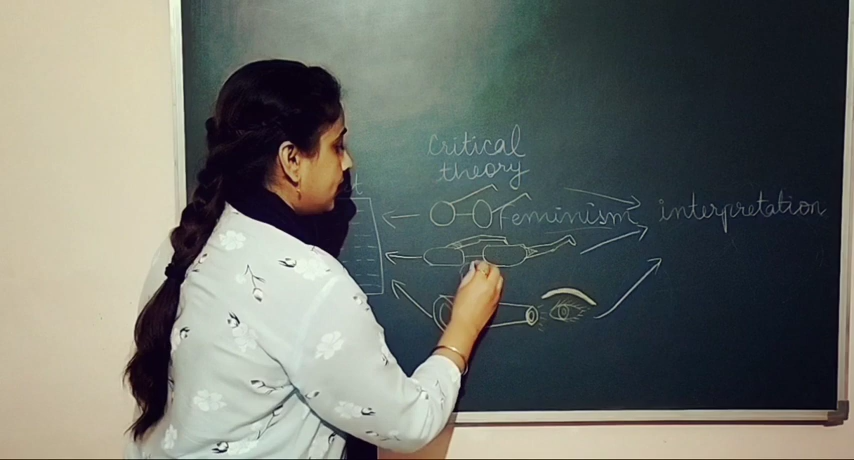 critical
theory
feminism
interpretation